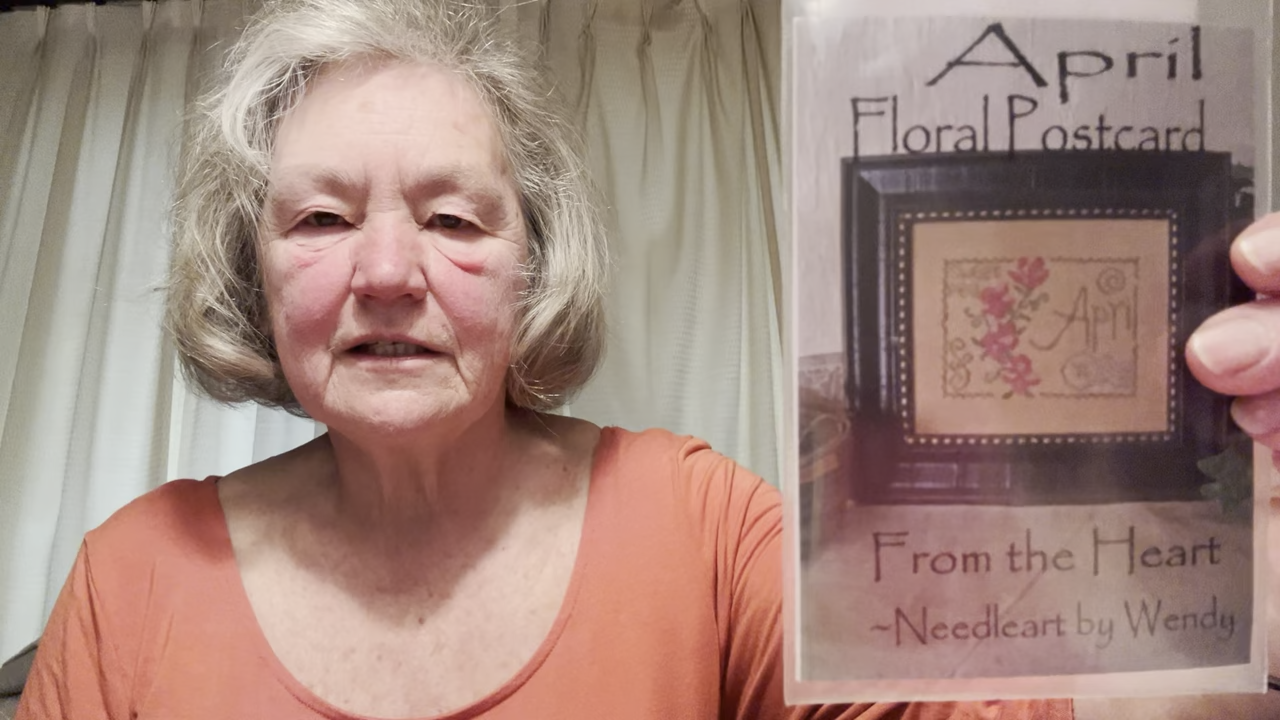 April
Floral Postcard
April
From the Heart
~Needleart by Wendy